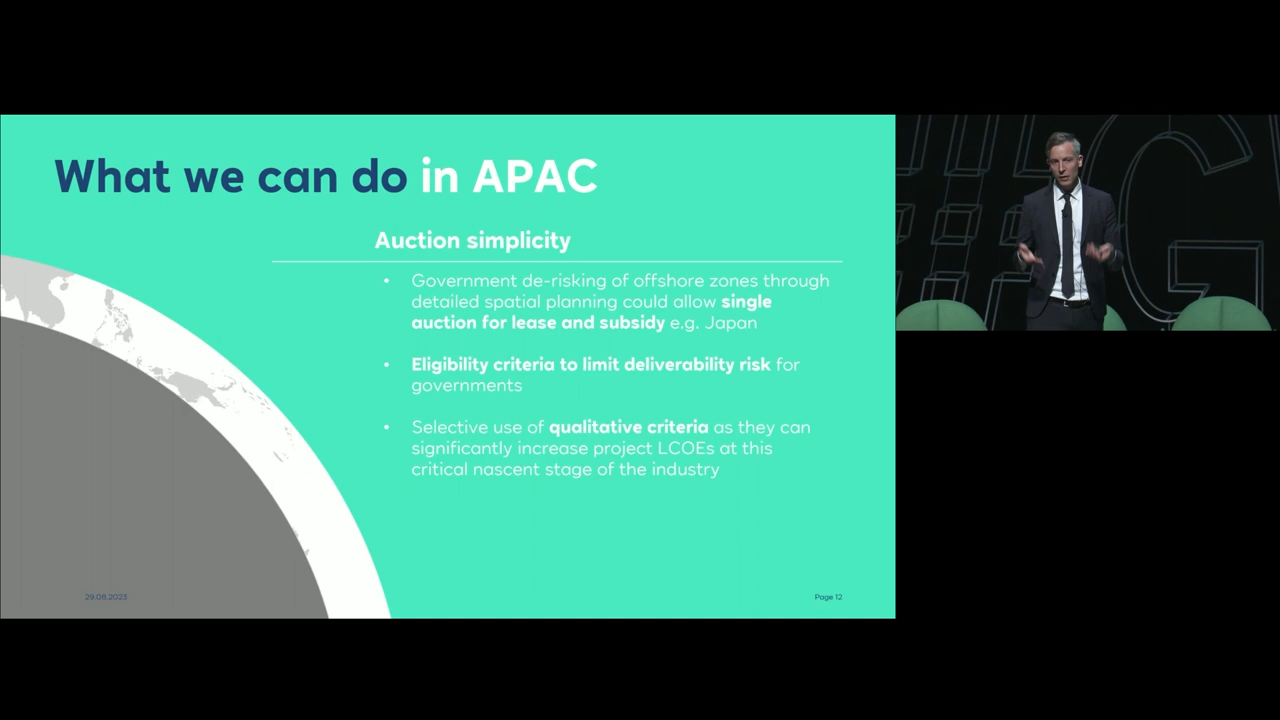 What we can do in APAC
Auction simplicity
• Government de-risking of offshore zones through
detailed spatial planning could allow single
auction for lease and subsidy e.g. Japan
• Eligibility criteria to limit deliverability risk for
governments
• Selective use of qualitative criteria as they can
significantly increase project LCOEs at this
critical nascent stage of the industry
29.08.2023
Page 12
#G